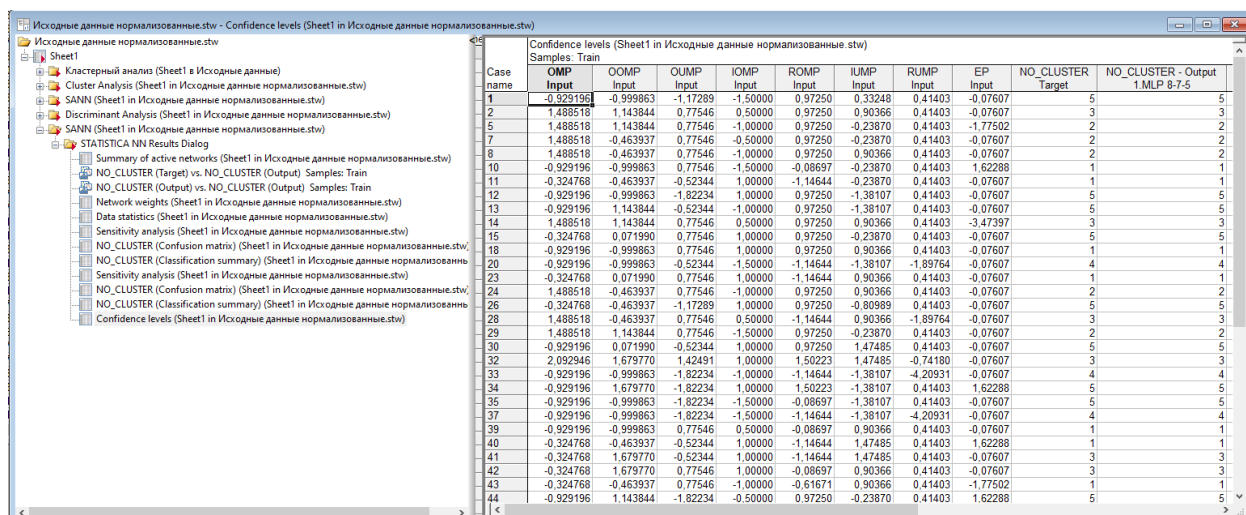 Исходные данные нормализованные.stw - Confidence levels (Sheet1 in Исходные данные нормализованные.stw)
Исходные данные нормализованные.stw
Sheet1
Кластерный анализ (Sheet1 в Исходные данные)
Cluster Analysis (Sheet1 in Исходные данные нормализованные.stw)
SANN (Sheet1 in Исходные данные нормализованные.stw)
Discriminant Analysis (Sheet1 in Исходные данные нормализованные.stw)
SANN (Sheet1 in Исходные данные нормализованные.stw)
STATISTICA NN Results Dialog
Summary of active networks (Sheet1 in Исходные данные нормализованные.stw)
NO_CLUSTER (Target) vs. NO_CLUSTER (Output) Samples: Train
NO_CLUSTER (Output) vs. NO_CLUSTER (Output) Samples: Train
Network weights (Sheet1 in Исходные данные нормализованные.stw)
Data statistics (Sheet1 in Исходные данные нормализованные.stw)
Sensitivity analysis (Sheet1 in Исходные данные нормализованные.stw)
NO_CLUSTER (Confusion matrix) (Sheet1 in Исходные данные нормализованные.stw)
NO_CLUSTER (Classification summary) (Sheet1 in Исходные данные нормализованнь
Sensitivity analysis (Sheet1 in Исходные данные нормализованные.stw)
NO_CLUSTER (Confusion matrix) (Sheet1 in Исходные данные нормализованные.stw)
NO_CLUSTER (Classification summary) (Sheet1 in Исходные данные нормализованнь
Confidence levels (Sheet1 in Исходные данные нормализованные.stw)
Confidence levels (Sheet1 in Исходные данные нормализованные.stw)
Samples: Train
Case OMP OOMP OUMP IOMP ROMP IUMP RUMP EP NO_CLUSTER NO_CLUSTER - Output
name Input Input Input Input Input Input Input Input Target 1.MLP 8-7-5
1 -0,929196 -0,999863 -1,17289 -1,50000 0,97250 0,33248 0,41403 -0,07607 5 5
2 1,488518 1,143844 0,77546 0,50000 0,97250 0,90366 0,41403 -0,07607 3 3
5 1,488518 1,143844 0,77546 -1,00000 0,97250 -0,23870 0,41403 -1,77502 2 2
7 1,488518 -0,463937 0,77546 -0,50000 0,97250 -0,23870 0,41403 -0,07607 2 2
8 1,488518 -0,463937 0,77546 -1,00000 0,97250 0,90366 0,41403 -0,07607 2 2
10 -0,929196 -0,999863 0,77546 -1,50000 -0,08697 -0,23870 0,41403 1,62288 1 1
11 -0,324768 -0,463937 -0,52344 1,00000 -1,14644 -0,23870 0,41403 -0,07607 1 1
12 -0,929196 -0,999863 -1,82234 -1,00000 0,97250 -1,38107 0,41403 -0,07607 5 5
13 -0,929196 1,143844 -0,52344 -1,00000 0,97250 -1,38107 0,41403 -0,07607 5 5
14 1,488518 1,143844 0,77546 0,50000 0,97250 0,90366 0,41403 -3,47397 3 3
15 -0,324768 0,071990 0,77546 1,00000 0,97250 -0,23870 0,41403 -0,07607 5 5
18 -0,929196 -0,999863 0,77546 1,00000 0,97250 0,90366 0,41403 -0,07607 1 1
20 -0,929196 -0,999863 -0,52344 -1,50000 -1,14644 -1,38107 -1,89764 -0,07607 4 4
23 -0,324768 0,071990 0,77546 1,00000 -1,14644 0,90366 0,41403 -0,07607 1 1
24 1,488518 -0,463937 0,77546 -1,00000 0,97250 0,90366 0,41403 -0,07607 2 2
26 -0,324768 -0,463937 -1,17289 1,00000 0,97250 -0,80989 0,41403 -0,07607 5 5
28 1,488518 -0,463937 0,77546 0,50000 -1,14644 0,90366 -1,89764 -0,07607 3 3
29 1,488518 1,143844 0,77546 -1,50000 0,97250 -0,23870 0,41403 -0,07607 2 2
30 -0,929196 0,071990 -0,52344 1,00000 0,97250 1,47485 0,41403 -0,07607 5 5
32 2,092946 1,679770 1,42491 1,00000 1,50223 1,47485 -0,74180 -0,07607 3 3
33 -0,929196 -0,999863 -1,82234 1,00000 -1,14644 -1,38107 -4,20931 -0,07607 4 4
34 -0,929196 1,679770 -1,82234 1,00000 1,50223 -1,38107 0,41403 1,62288 5 5
35 -0,929196 -0,999863 -1,82234 -1,50000 -0,08697 -1,38107 0,41403 -0,07607 5 5
37 -0,929196 -0,999863 -1,82234 -1,50000 -1,14644 -1,38107 -4,20931 -0,07607 4 4
39 -0,929196 -0,999863 0,77546 0,50000 -0,08697 0,90366 0,41403 -0,07607 1 1
40 -0,324768 -0,463937 -0,52344 1,00000 -1,14644 1,47485 0,41403 1,62288 1 1
41 -0,324768 1,679770 -0,52344 1,00000 -1,14644 1,47485 0,41403 -0,07607 3 3
42 -0,324768 1,679770 0,77546 1,00000 -0,08697 0,90366 0,41403 -0,07607 3 3
43 -0,324768 -0,463937 0,77546 -1,00000 -0,61671 0,90366 0,41403 -1,77502 1 1
44 -0,929196 1,143844 -1,82234 -0,50000 0,97250 -0,23870 0,41403 1,62288 5 5